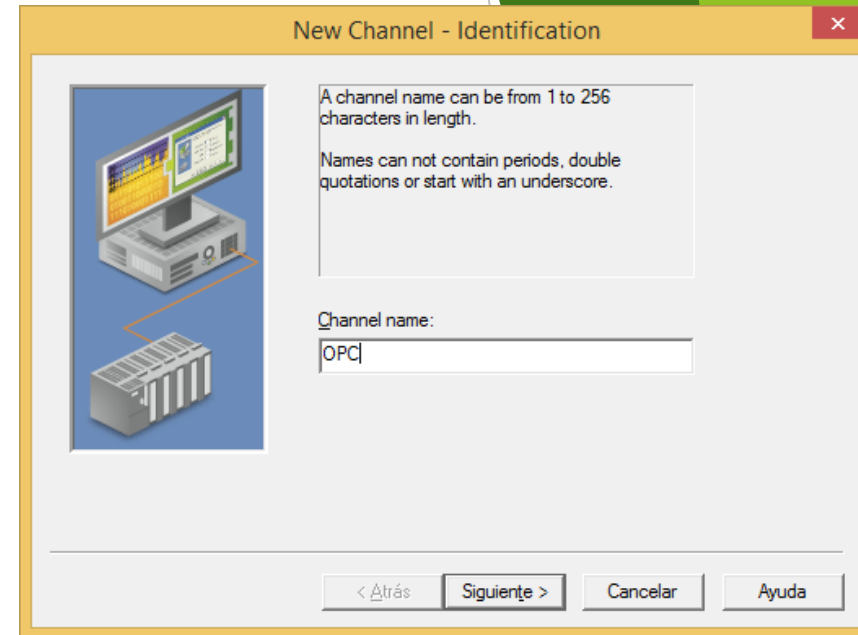 New Channel - Identification
A channel name can be from 1 to 256
characters in length.
Names can not contain periods, double
quotations or start with an underscore.
Channel name:
OPC
< Atrás
Siguiente >
Cancelar
Ayuda